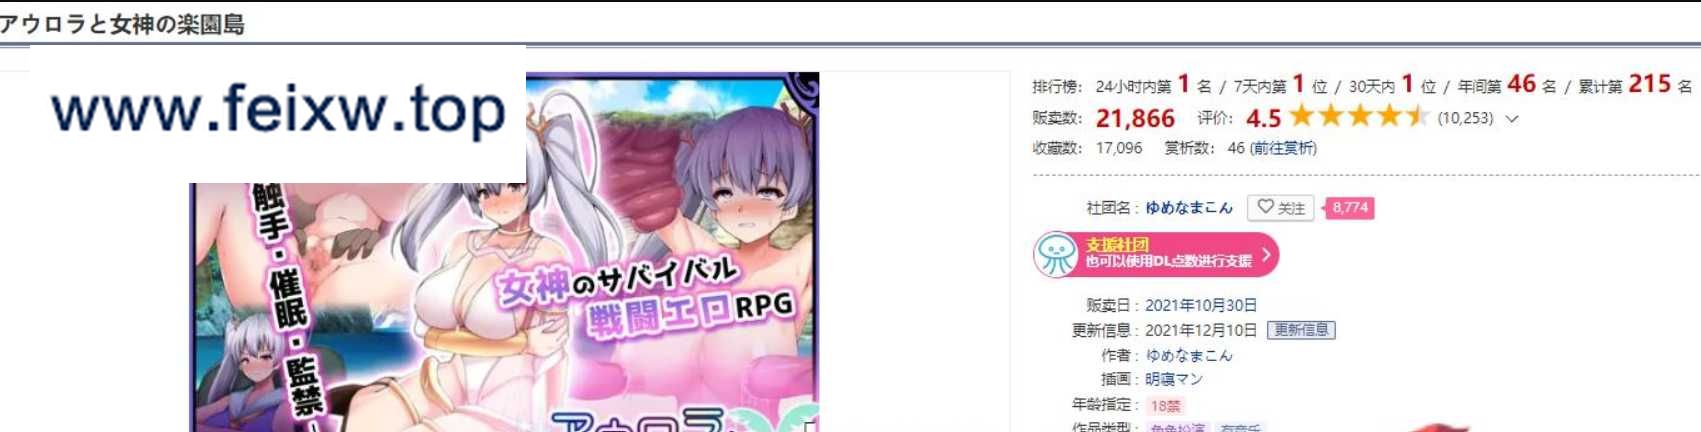 アウロラと女神の楽園島
www.feixw.top
触手・催眠・監禁
女神のサバイバル
戦闘エロRPG
アウロラ
排行榜: 24小时内第 1 名 / 7天内第 1 位 / 30天内 1 位 / 年间第 46 名 / 累计第 215 名
贩卖数: 21,866 评价: 4.5 (10,253)
收藏数: 17,096 赏析数: 46 (前往赏析)
社团名 : ゆめなまこん 关注 8,774
支援社团
也可以使用DL点数进行支援
贩卖日 : 2021年10月30日
更新信息 : 2021年12月10日 更新信息
作者 : ゆめなまこん
插画 : 明寝マン
年龄指定 : 18禁
作品类型 : 角色扮演 有音乐